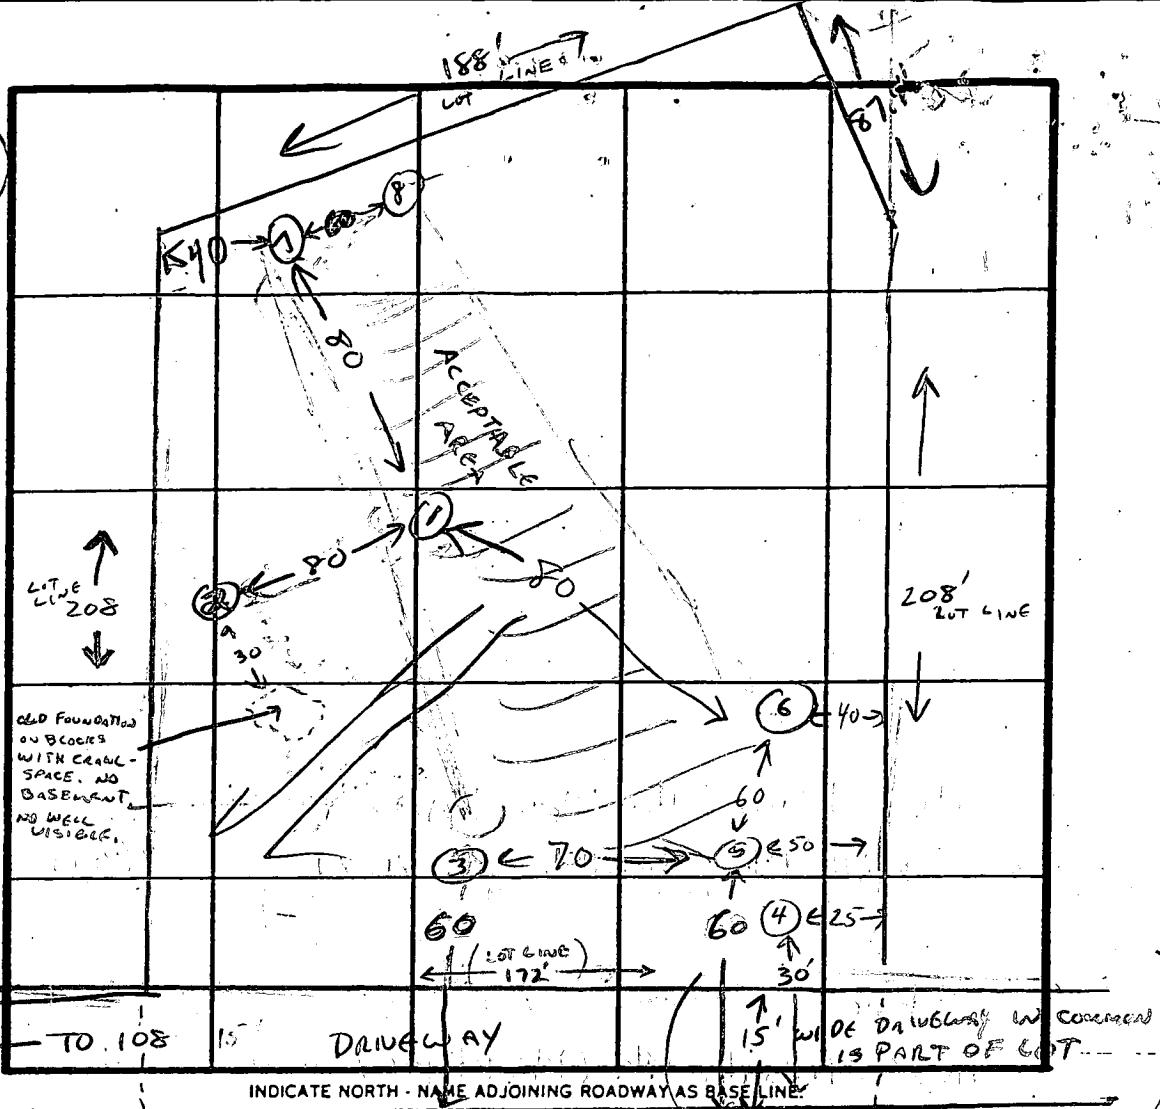 188'
LOT LINE
87
8
7
40
80
ACCEPTABLE
AREA
1
80
80
2
30
LOT
LINE
208
208'
LOT LINE
OLD FOUNDATION
ON BLOCKS
WITH CRAWL-
SPACE. NO
BASEMENT.
NO WELL
VISIBLE.
6
40
60
3
70
5
50
60
60
4
25
(LOT LINE)
172'
30'
TO 108
15'
DRIVEWAY
15' WIDE DRIVEWAY IN COMMON
IS PART OF LOT
INDICATE NORTH - NAME ADJOINING ROADWAY AS BASE LINE.